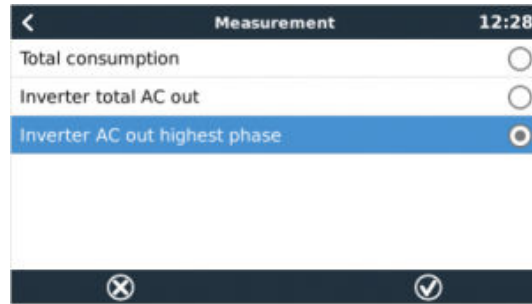 Measurement 12:28
Total consumption
Inverter total AC out
Inverter AC out highest phase